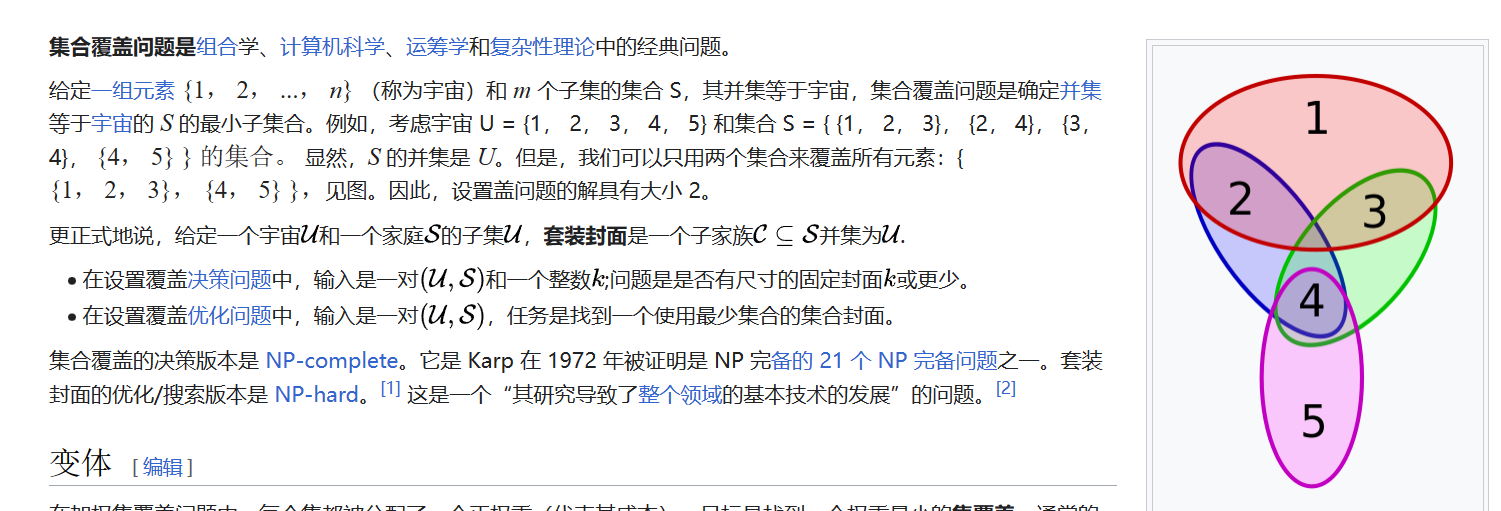 集合覆盖问题是组合学、计算机科学、运筹学和复杂性理论中的经典问题。
给定一组元素 {1， 2， ...， n} （称为宇宙）和 m 个子集的集合 S，其并集等于宇宙，集合覆盖问题是确定并集
等于宇宙的 S 的最小子集合。例如，考虑宇宙 U = {1， 2， 3， 4， 5} 和集合 S = { {1， 2， 3}， {2， 4}， {3，
4}， {4， 5} } 的集合。 显然，S 的并集是 U。但是，我们可以只用两个集合来覆盖所有元素：{
{1， 2， 3}， {4， 5} }， 见图。因此，设置盖问题的解具有大小 2。
更正式地说，给定一个宇宙𝒰和一个家庭𝒮的子集𝒰，套装封面是一个子家族𝒞 ⊆ 𝒮并集为𝒰.
• 在设置覆盖决策问题中，输入是一对(𝒰, 𝒮)和一个整数k;问题是是否有尺寸的固定封面k或更少。
• 在设置覆盖优化问题中，输入是一对(𝒰, 𝒮)，任务是找到一个使用最少集合的集合封面。
集合覆盖的决策版本是 NP-complete。它是 Karp 在 1972 年被证明是 NP 完备的 21 个 NP 完备问题之一。套装
封面的优化/搜索版本是 NP-hard。[1] 这是一个“其研究导致了整个领域的基本技术的发展”的问题。[2]
变体 [ 编辑 ]
1
2
3
4
5